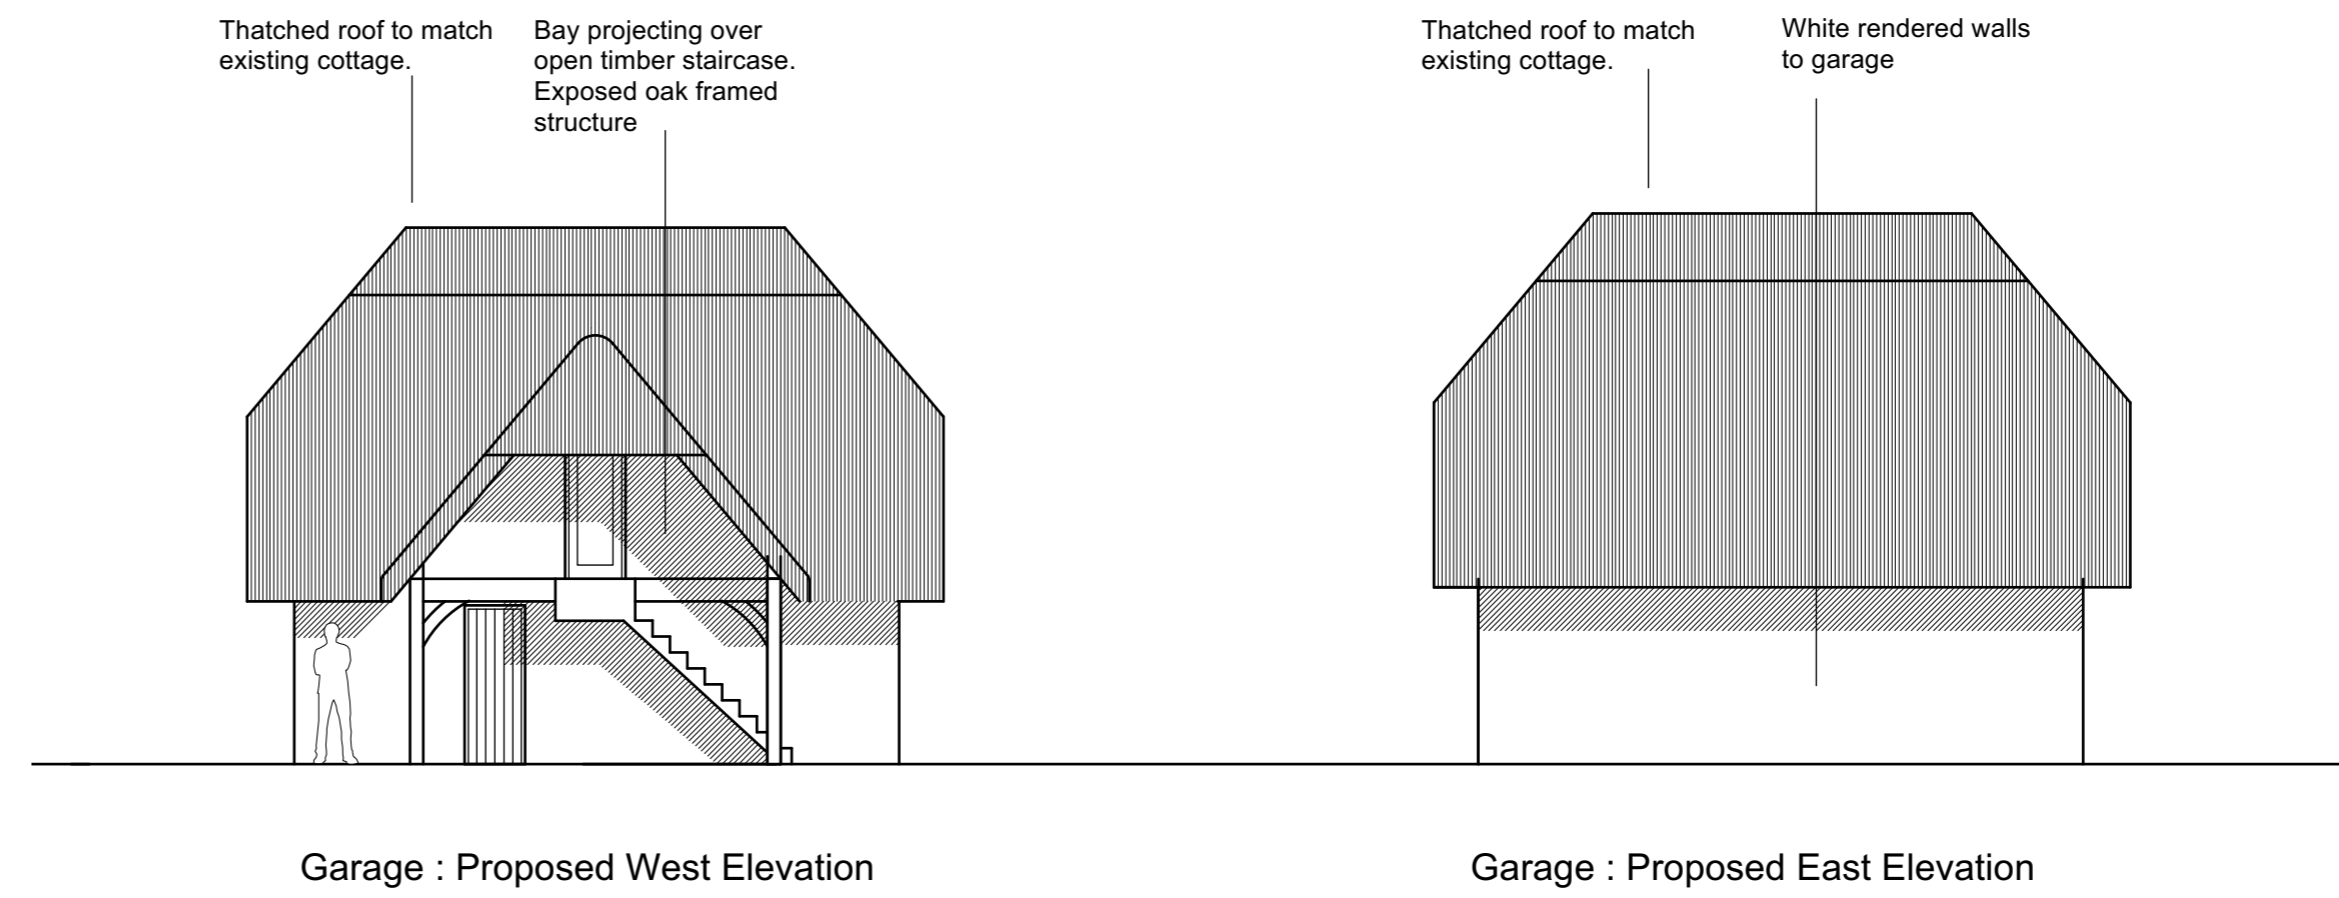 Thatched roof to match
existing cottage.
Bay projecting over
open timber staircase.
Exposed oak framed
structure
Thatched roof to match
existing cottage.
White rendered walls
to garage
Garage : Proposed West Elevation
Garage : Proposed East Elevation